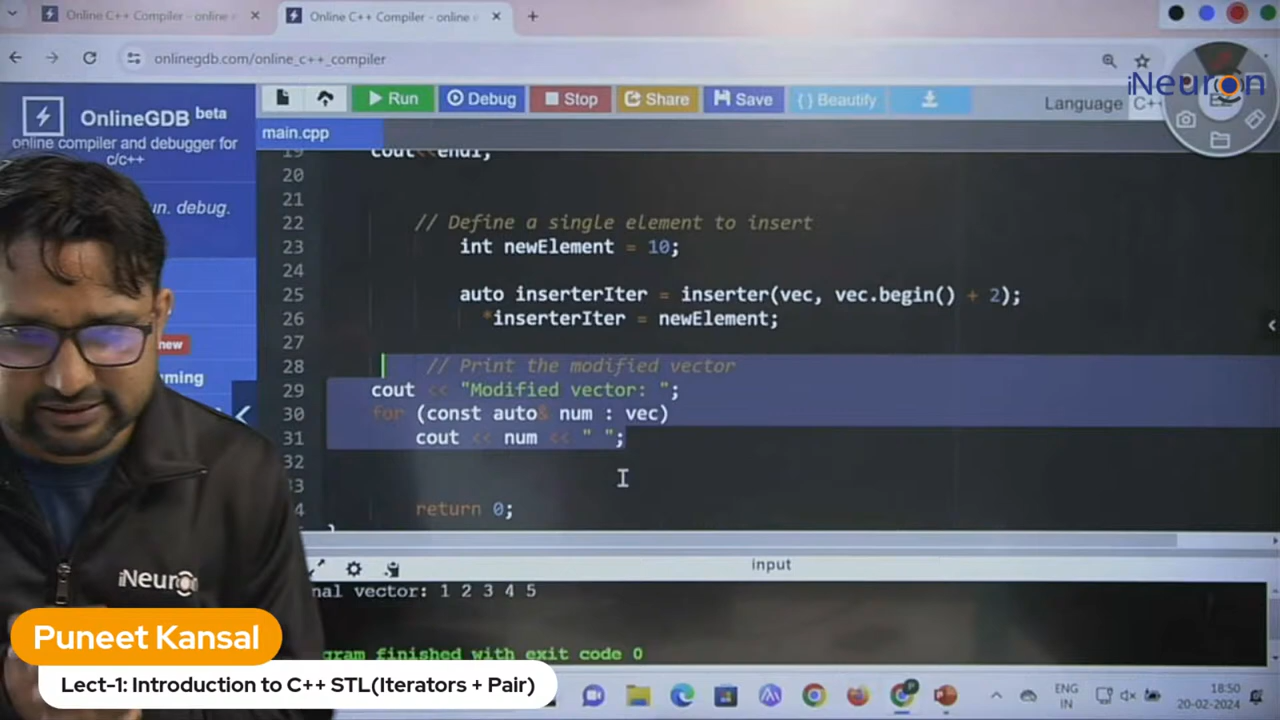 Online C++ Compiler - online e
Online C++ Compiler - online e
onlinegdb.com/online_c++_compiler
iNeuron
OnlineGDB beta
online compiler and debugger for
c/c++
un. debug.
new
ming
Run
Debug
Stop
Share
Save
{ } Beautify
Language C++
main.cpp
19 cout<<endl;
20
21
22 // Define a single element to insert
23 int newElement = 10;
24
25 auto inserterIter = inserter(vec, vec.begin() + 2);
26 *inserterIter = newElement;
27
28 // Print the modified vector
29 cout << "Modified vector: ";
30 for (const auto& num : vec)
31 cout << num << " ";
32
33
34 return 0;
}
input
nal vector: 1 2 3 4 5
gram finished with exit code 0
iNeuron
Puneet Kansal
Lect-1: Introduction to C++ STL(Iterators + Pair)
ENG
IN
18:50
20-02-2024